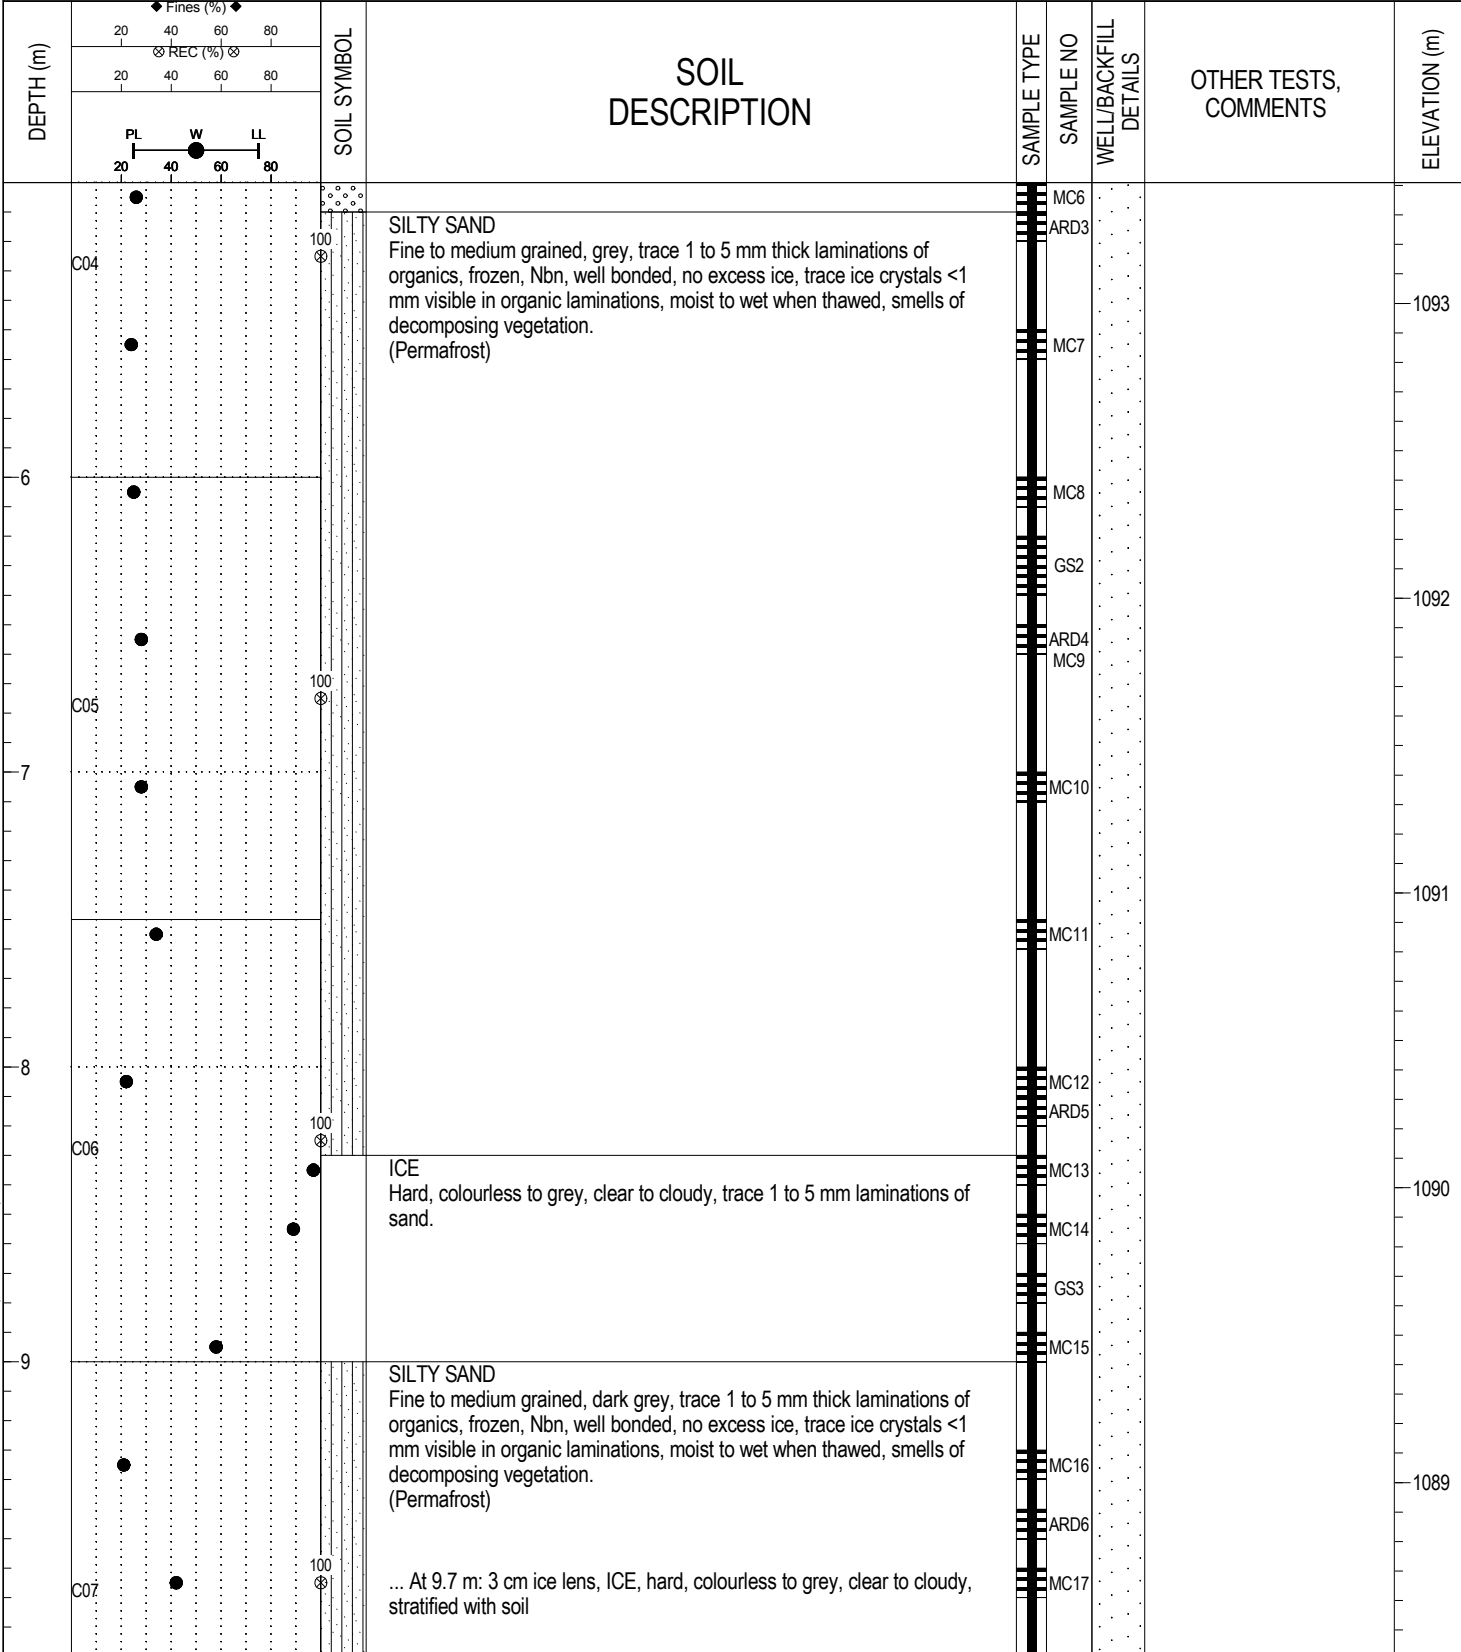 ◆ Fines (%) ◆
20 40 60 80
⊗ REC (%) ⊗
20 40 60 80
PL W LL
20 40 60 80
DEPTH (m)
SOIL SYMBOL
SOIL
DESCRIPTION
SAMPLE TYPE
SAMPLE NO
WELL/BACKFILL
DETAILS
OTHER TESTS,
COMMENTS
ELEVATION (m)
MC6
SILTY SAND
ARD3
100
Fine to medium grained, grey, trace 1 to 5 mm thick laminations of
C04
organics, frozen, Nbn, well bonded, no excess ice, trace ice crystals <1
mm visible in organic laminations, moist to wet when thawed, smells of
1093
decomposing vegetation.
MC7
(Permafrost)
6
MC8
GS2
1092
ARD4
MC9
100
C05
7
MC10
1091
MC11
8
MC12
ARD5
100
C06
ICE
MC13
Hard, colourless to grey, clear to cloudy, trace 1 to 5 mm laminations of
1090
sand.
MC14
GS3
MC15
9
SILTY SAND
Fine to medium grained, dark grey, trace 1 to 5 mm thick laminations of
organics, frozen, Nbn, well bonded, no excess ice, trace ice crystals <1
mm visible in organic laminations, moist to wet when thawed, smells of
MC16
decomposing vegetation.
1089
(Permafrost)
ARD6
100
C07
... At 9.7 m: 3 cm ice lens, ICE, hard, colourless to grey, clear to cloudy,
MC17
stratified with soil